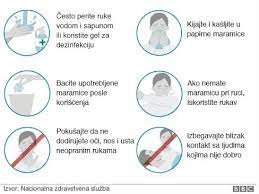 Često perite ruke
vodom i sapunom
ili koristite gel za
dezinfekciju
Kijajte i kašljite u
papirne maramice
Bacite upotrebljene
maramice posle
korišćenja
Ako nemate
maramicu pri ruci,
iskoristite rukav
Pokušajte da ne
dodirujete oči, nos i usta
neopranim rukama
Izbegavajte blizak
kontakt sa ljudima
kojima nije dobro
Izvor: Nacionalna zdravstvena služba
BBC